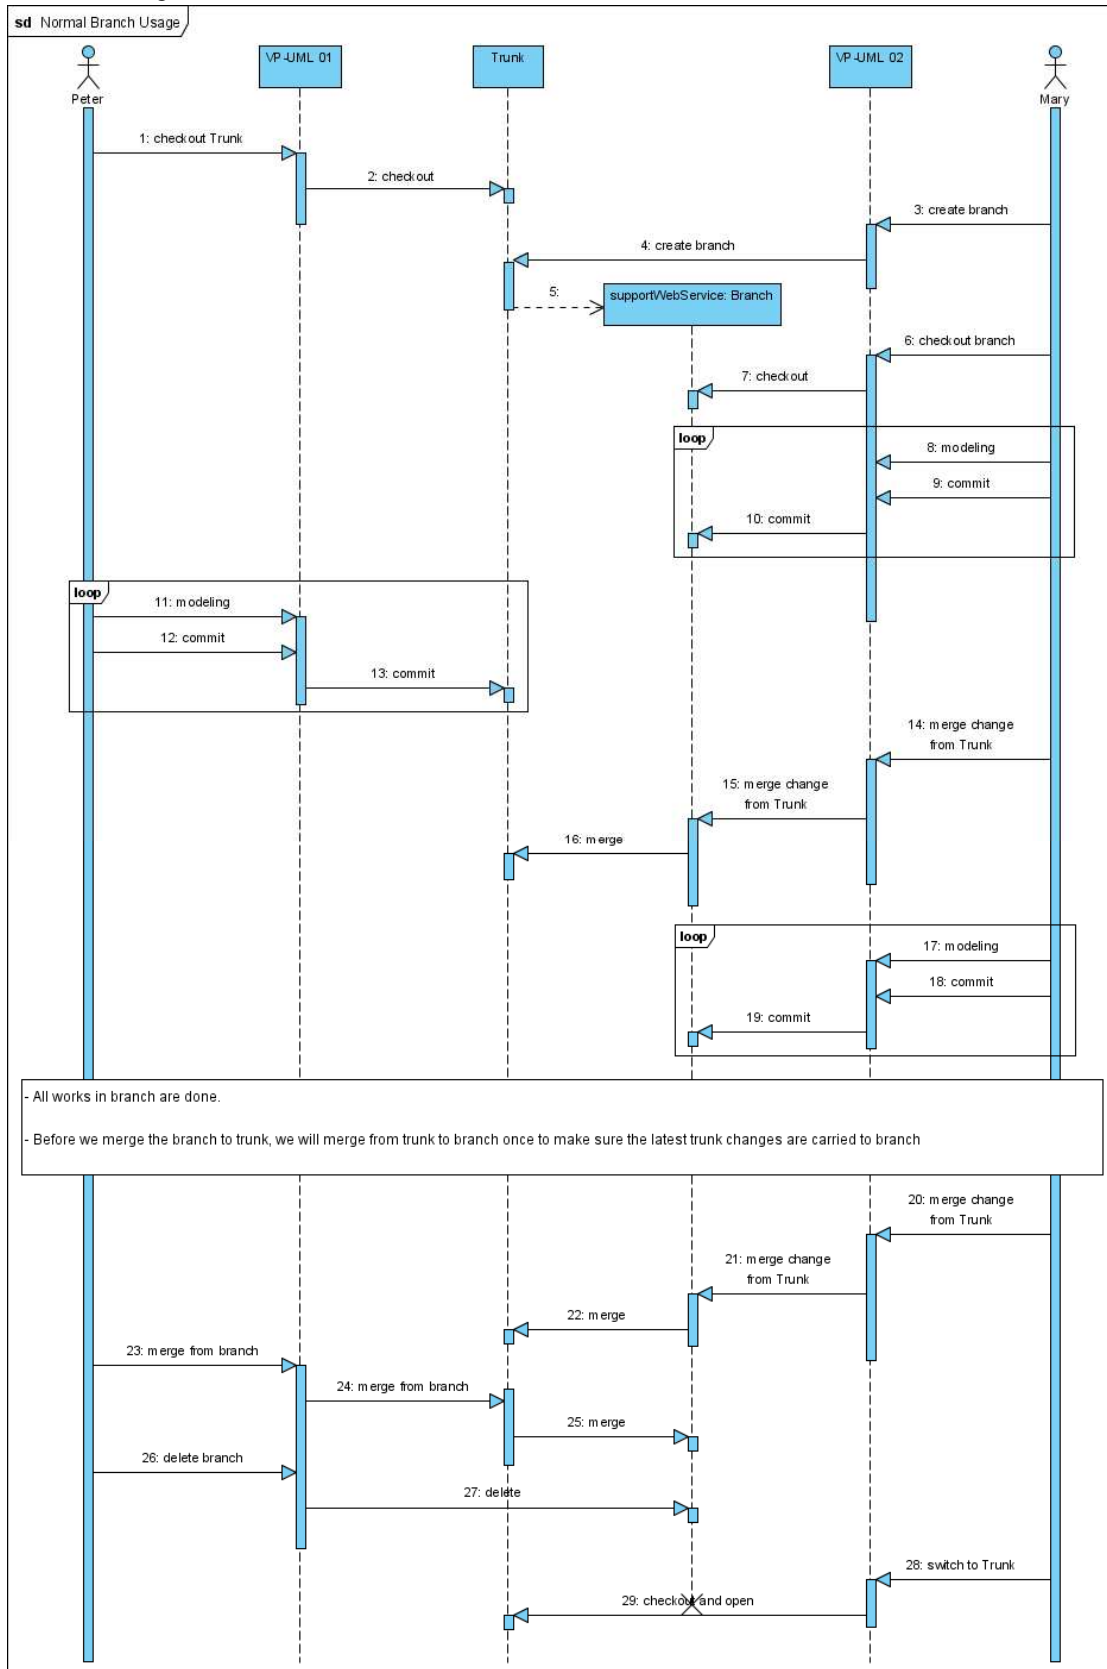 sd Normal Branch Usage
Peter
VP-UML 01
Trunk
VP-UML 02
Mary
1: checkout Trunk
2: checkout
3: create branch
4: create branch
5:
supportWebService: Branch
6: checkout branch
7: checkout
loop
8: modeling
9: commit
10: commit
loop
11: modeling
12: commit
13: commit
14: merge change
from Trunk
15: merge change
from Trunk
16: merge
loop
17: modeling
18: commit
19: commit
- All works in branch are done.
- Before we merge the branch to trunk, we will merge from trunk to branch once to make sure the latest trunk changes are carried to branch
20: merge change
from Trunk
21: merge change
from Trunk
22: merge
23: merge from branch
24: merge from branch
25: merge
26: delete branch
27: delete
28: switch to Trunk
29: checkout and open